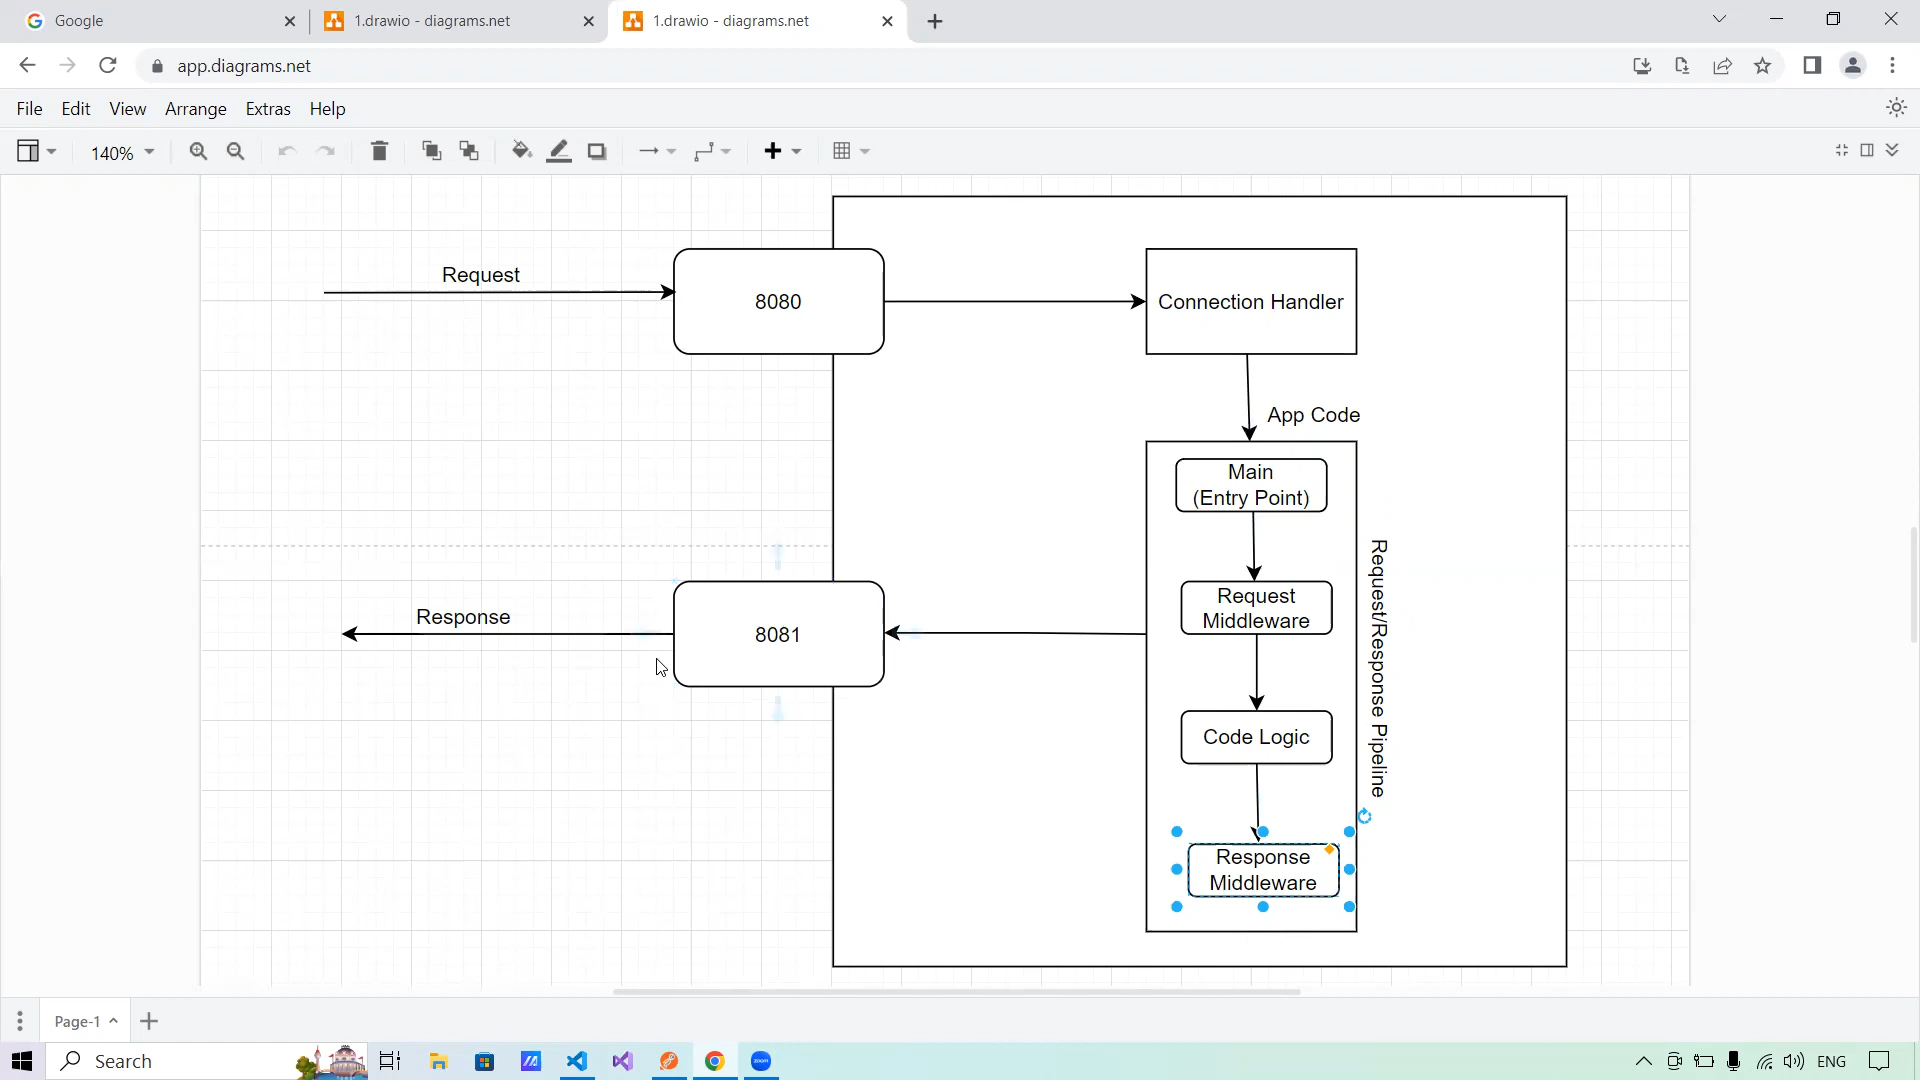 Google
1.drawio - diagrams.net
1.drawio - diagrams.net
app.diagrams.net
File Edit View Arrange Extras Help
140%
Request
8080
Connection Handler
App Code
Main
(Entry Point)
Request
Middleware
Request/Response Pipeline
Response
8081
Code Logic
Response
Middleware
Page-1
Search
zoom
ENG